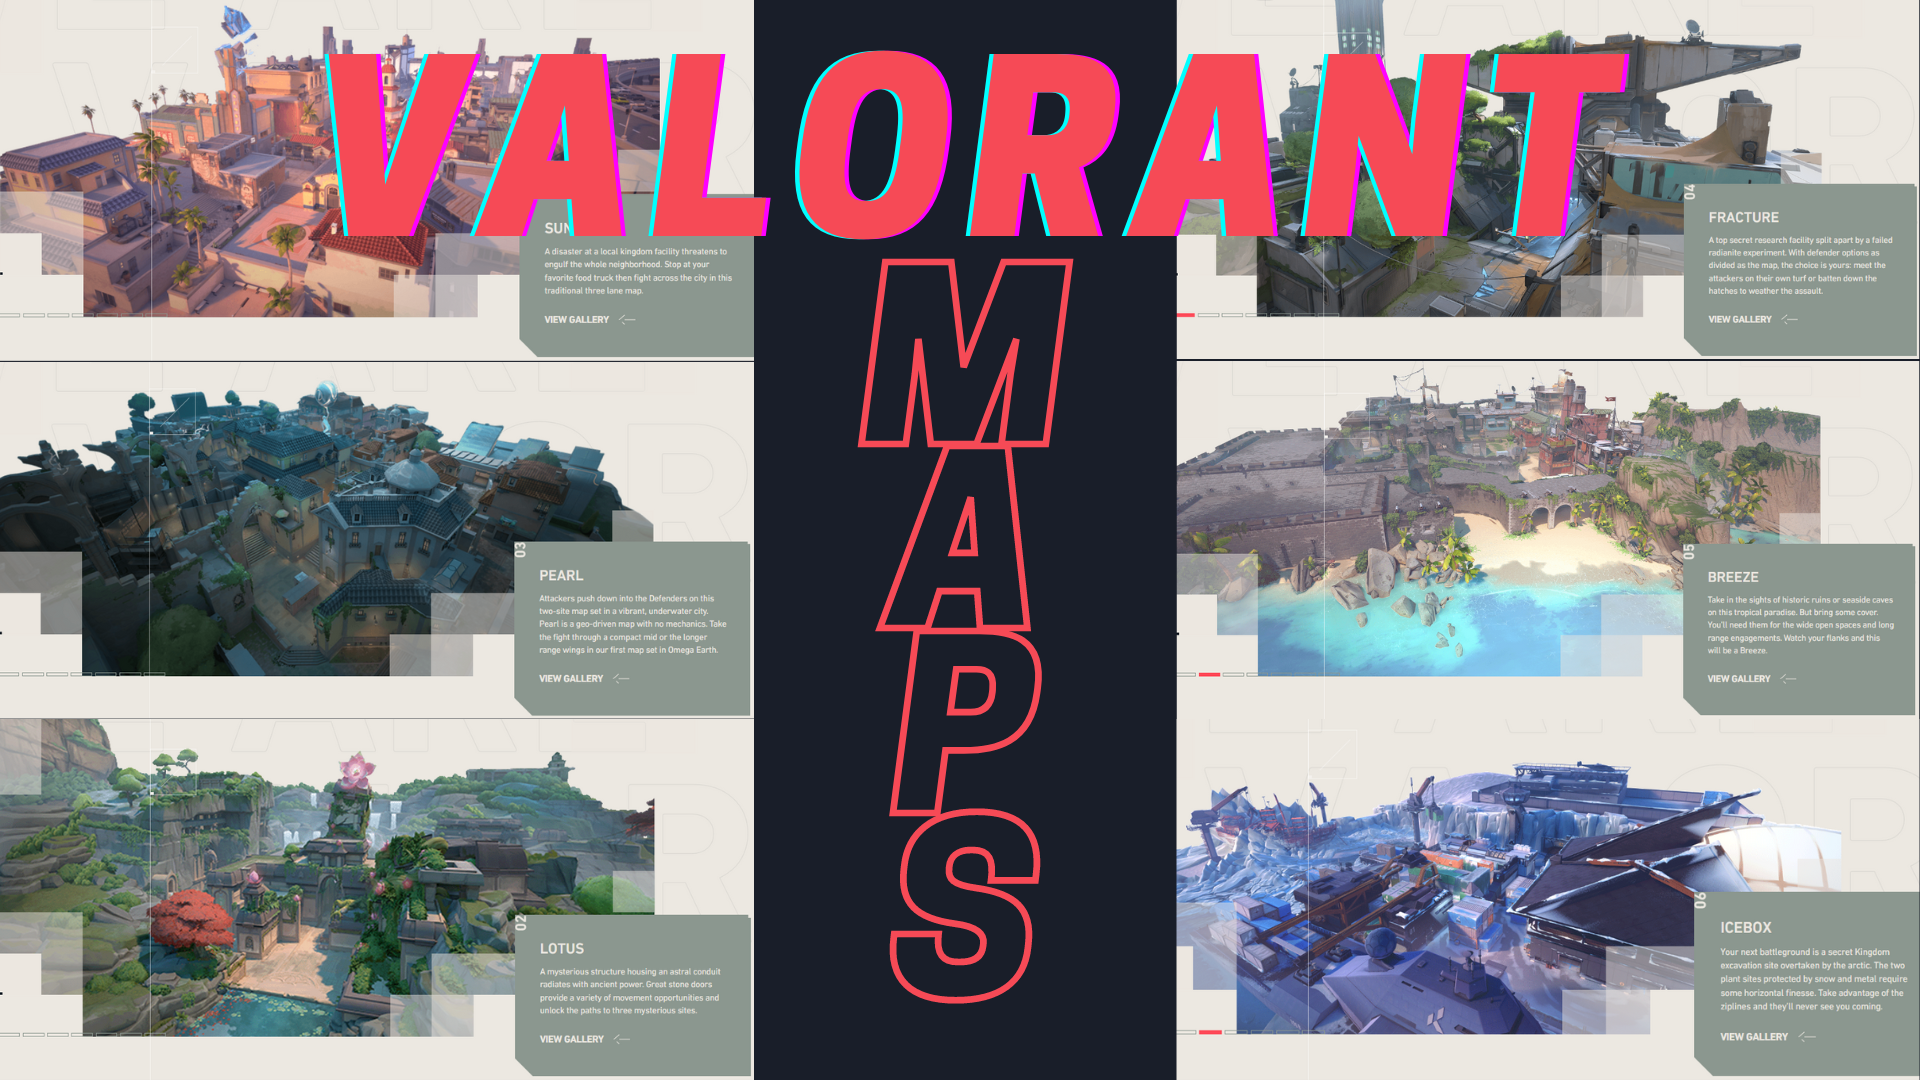 VALORANT
MAPS
SUN
A disaster at a local kingdom facility threatens to
engulf the whole neighborhood. Stop at your
favorite food truck then fight across the city in this
traditional three lane map.
VIEW GALLERY
03
PEARL
Attackers push down into the Defenders on this
two-site map set in a vibrant, underwater city.
Pearl is a geo-driven map with no mechanics. Take
the fight through a compact mid or the longer
range wings in our first map set in Omega Earth.
VIEW GALLERY
02
LOTUS
A mysterious structure housing an astral conduit
radiates with ancient power. Great stone doors
provide a variety of movement opportunities and
unlock the paths to three mysterious sites.
VIEW GALLERY
04
FRACTURE
A top secret research facility split apart by a failed
radianite experiment. With defender options as
divided as the map, the choice is yours: meet the
attackers on their own turf or batten down the
hatches to weather the assault.
VIEW GALLERY
05
BREEZE
Take in the sights of historic ruins or seaside caves
on this tropical paradise. But bring some cover.
You'll need them for the wide open spaces and long
range engagements. Watch your flanks and this
will be a Breeze.
VIEW GALLERY
06
ICEBOX
Your next battleground is a secret Kingdom
excavation site overtaken by the arctic. The two
plant sites protected by snow and metal require
some horizontal finesse. Take advantage of the
ziplines and they'll never see you coming.
VIEW GALLERY